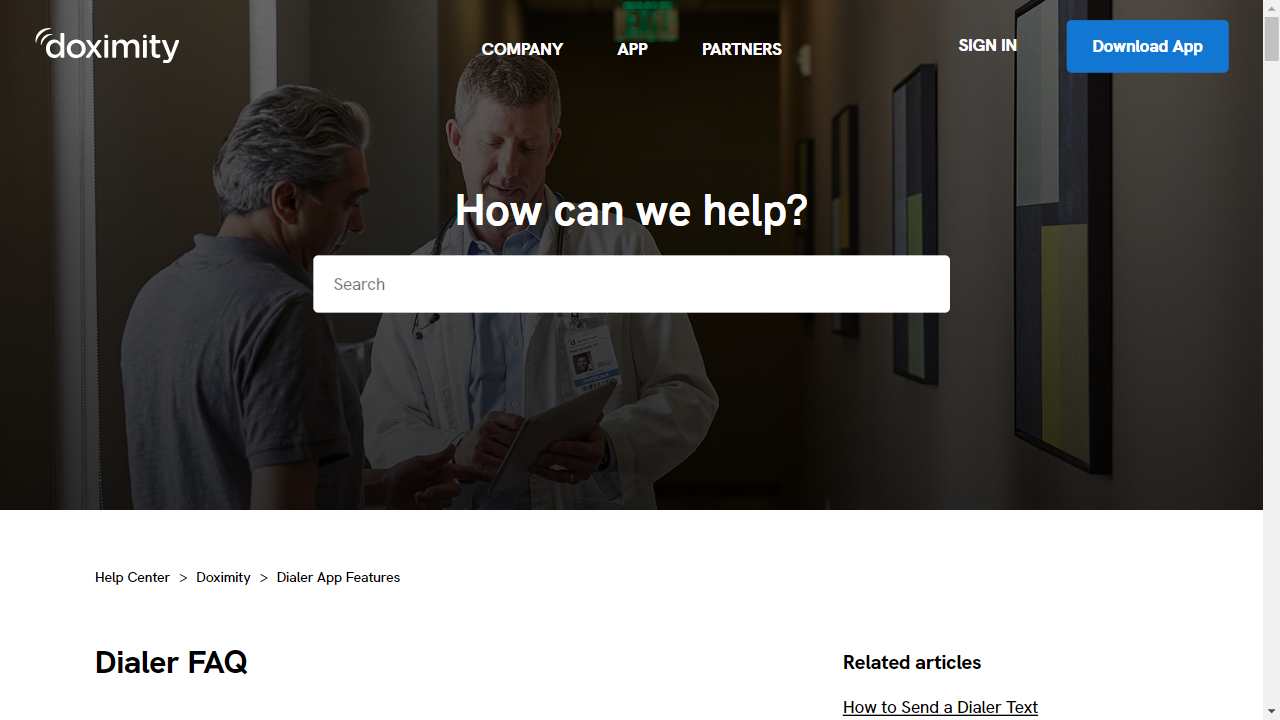 EXIT
doximity
COMPANY
APP
PARTNERS
SIGN IN
Download App
How can we help?
Search
Help Center > Doximity > Dialer App Features
Dialer FAQ
Related articles
How to Send a Dialer Text